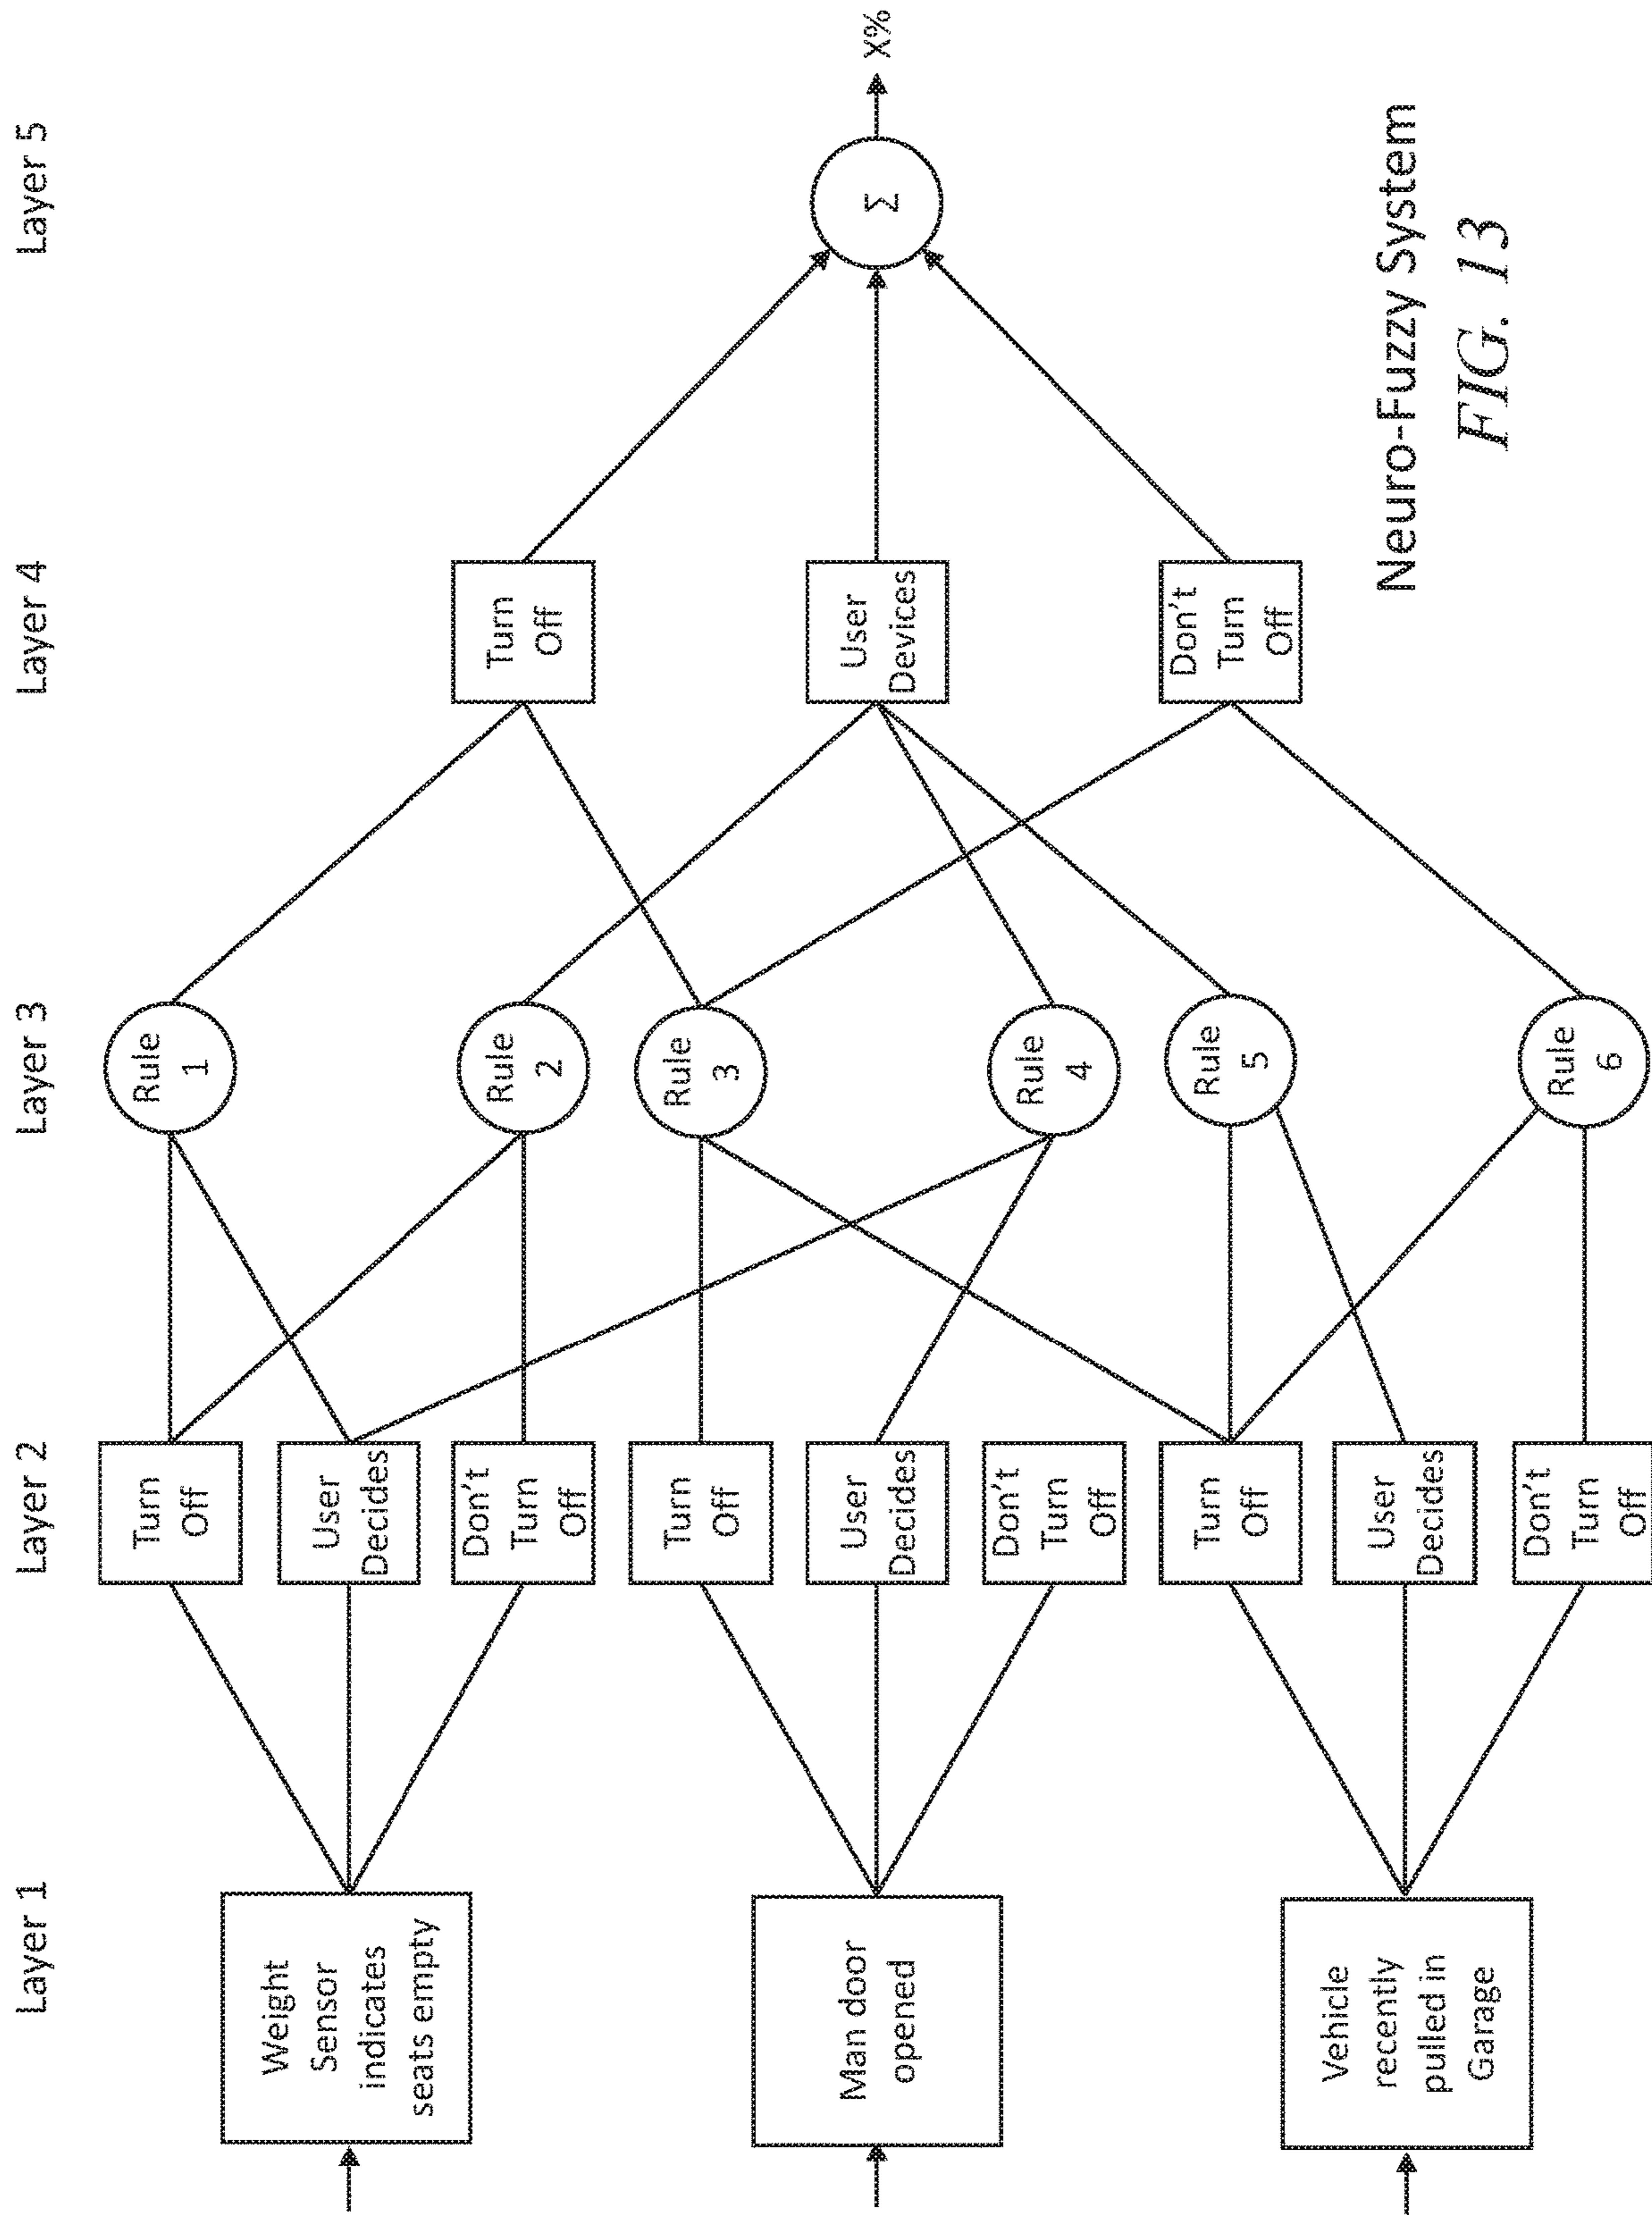 Layer 1
Layer 2
Layer 3
Layer 4
Layer 5
Weight
Sensor
indicates
seats empty
Man door
opened
Vehicle
recently
pulled in
Garage
Turn
Off
User
Decides
Don't
Turn
Off
Turn
Off
User
Decides
Don't
Turn
Off
Turn
Off
User
Decides
Don't
Turn
Off
Rule
1
Rule
2
Rule
3
Rule
4
Rule
5
Rule
6
Turn
Off
User
Devices
Don't
Turn
Off
Σ
X%
Neuro-Fuzzy System
FIG. 13